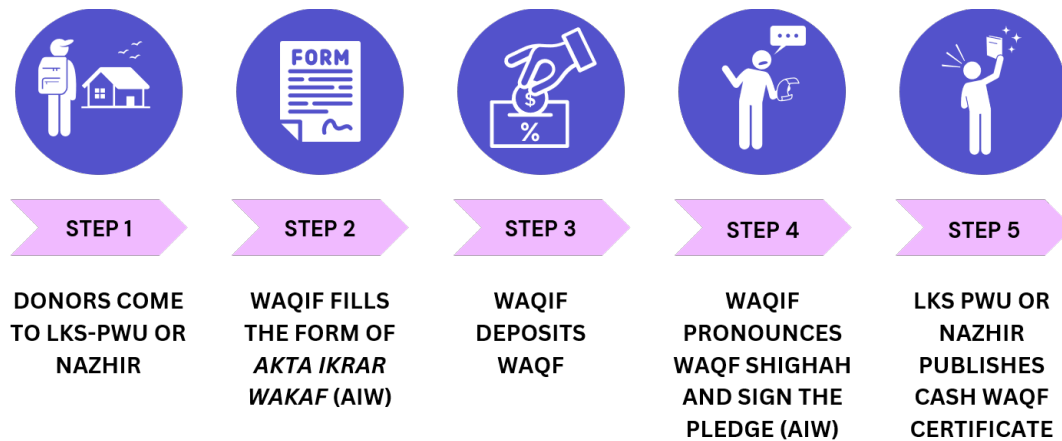 FORM
$
%
STEP 1
STEP 2
STEP 3
STEP 4
STEP 5
DONORS COME
TO LKS-PWU OR
NAZHIR
WAQIF FILLS
THE FORM OF
AKTA IKRAR
WAKAF (AIW)
WAQIF
DEPOSITS
WAQF
WAQIF
PRONOUNCES
WAQF SHIGHAH
AND SIGN THE
PLEDGE (AIW)
LKS PWU OR
NAZHIR
PUBLISHES
CASH WAQF
CERTIFICATE